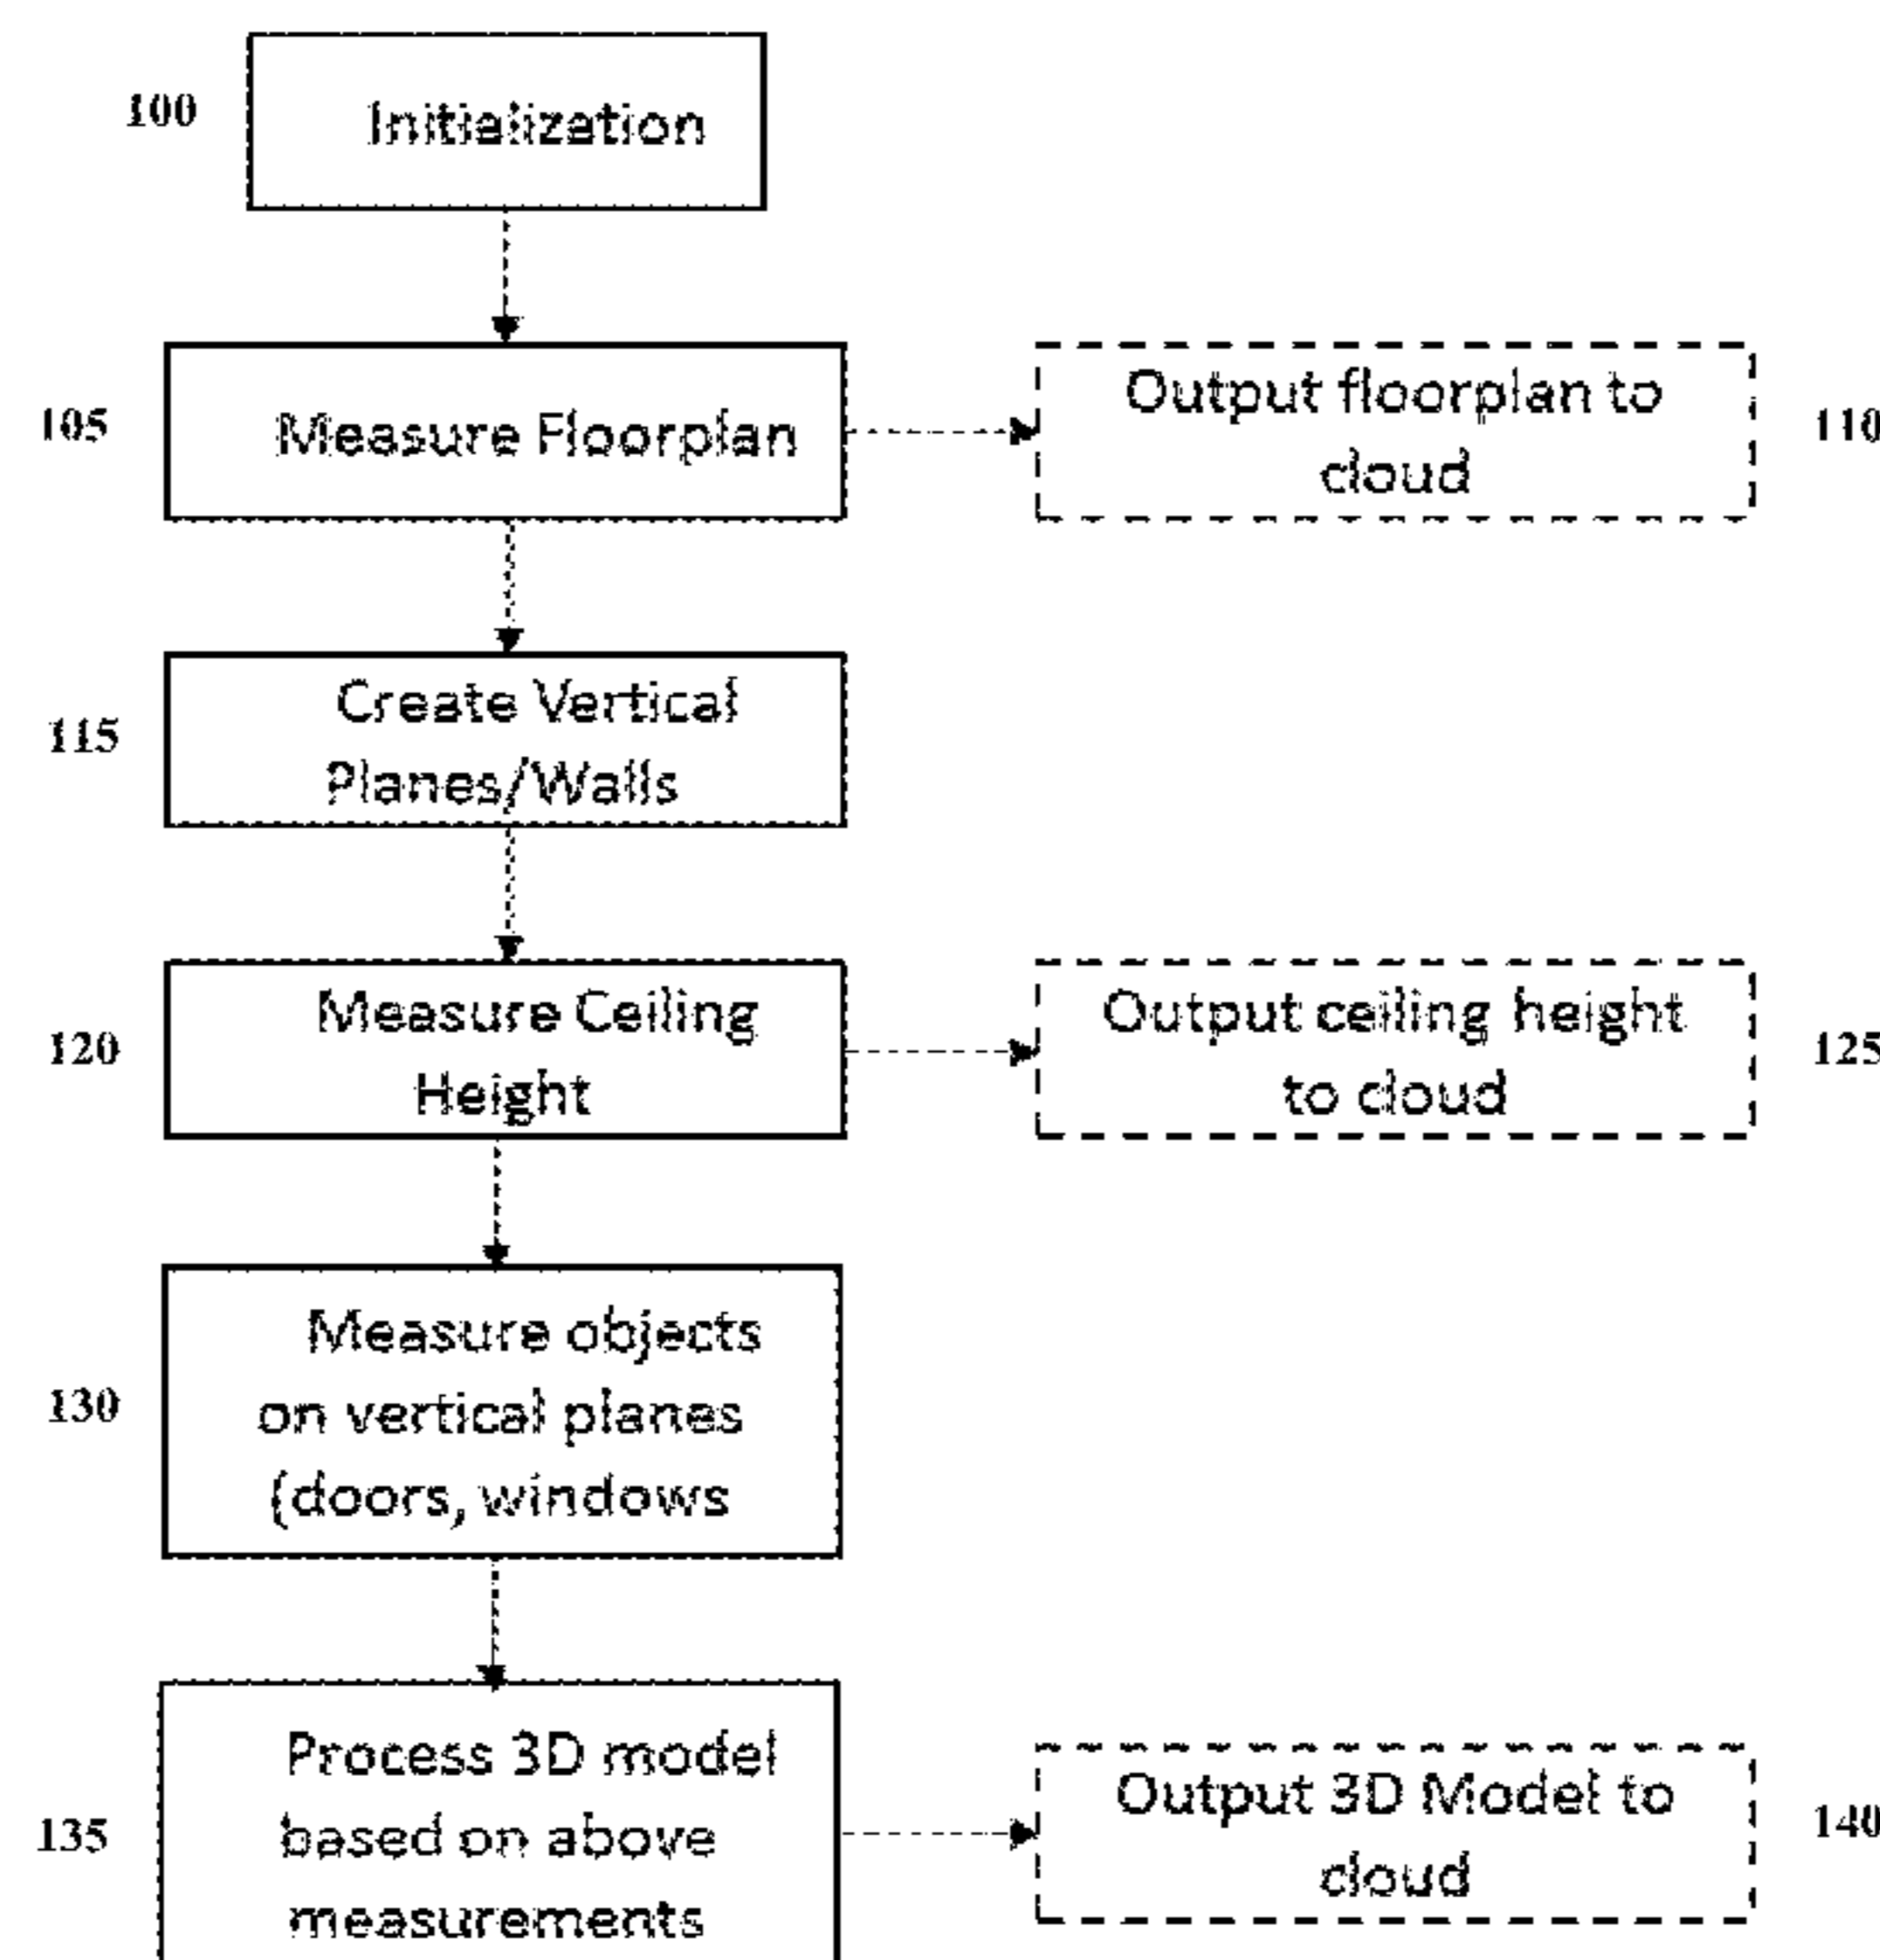 100
Initialization
105
Measure Floorplan
Output floorplan to
cloud
110
115
Create Vertical
Planes/Walls
120
Measure Ceiling
Height
Output ceiling height
to cloud
125
130
Measure objects
on vertical planes
(doors, windows
135
Process 3D model
based on above
measurements
Output 3D Model to
cloud
140